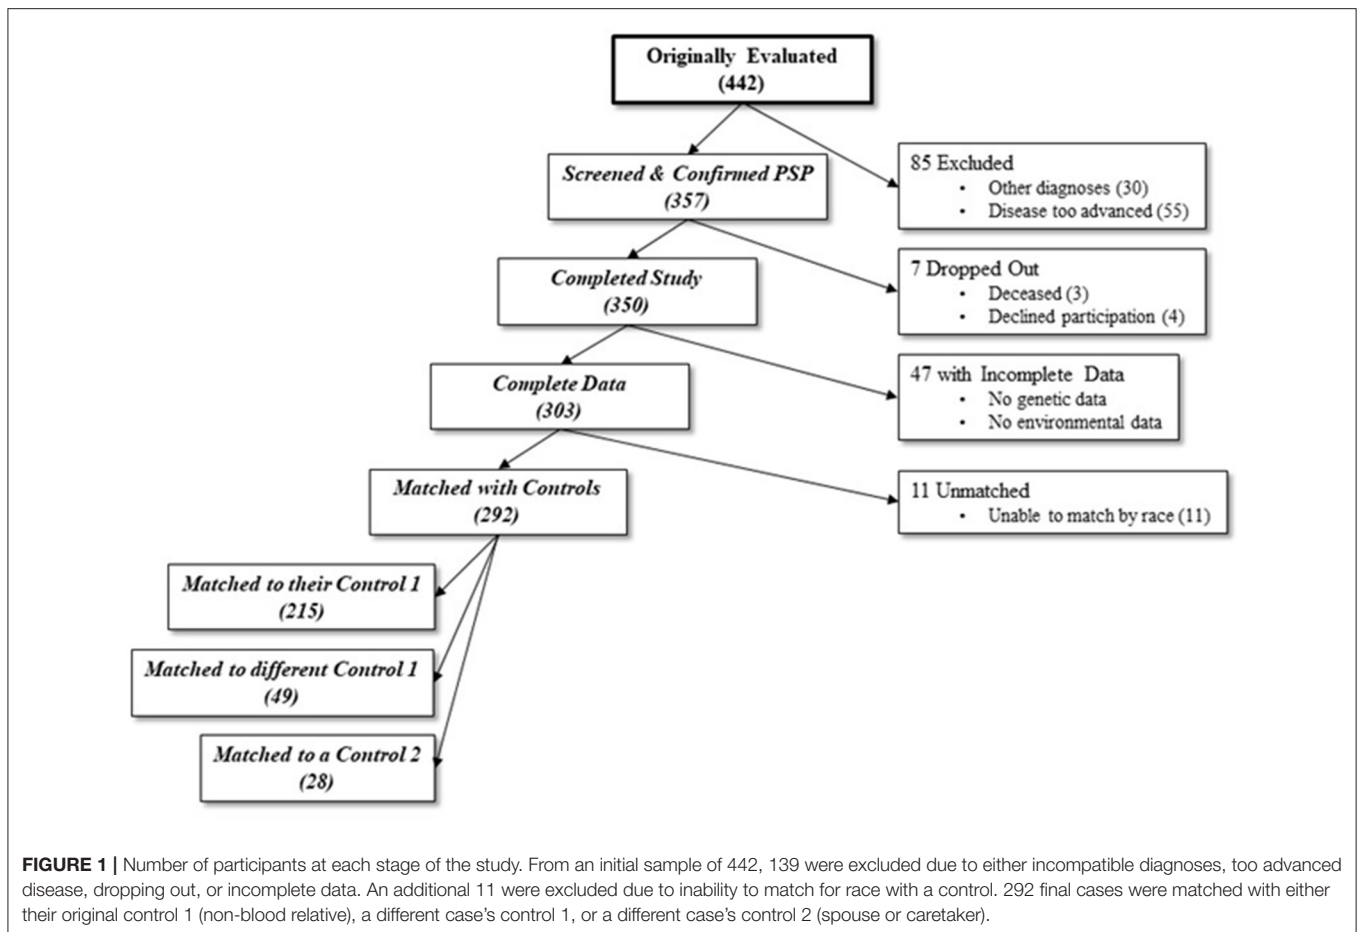 Originally Evaluated
(442)
Screened & Confirmed PSP
(357)
85 Excluded
• Other diagnoses (30)
• Disease too advanced (55)
Completed Study
(350)
7 Dropped Out
• Deceased (3)
• Declined participation (4)
Complete Data
(303)
47 with Incomplete Data
• No genetic data
• No environmental data
Matched with Controls
(292)
11 Unmatched
• Unable to match by race (11)
Matched to their Control 1
(215)
Matched to different Control 1
(49)
Matched to a Control 2
(28)
FIGURE 1 | Number of participants at each stage of the study. From an initial sample of 442, 139 were excluded due to either incompatible diagnoses, too advanced
disease, dropping out, or incomplete data. An additional 11 were excluded due to inability to match for race with a control. 292 final cases were matched with either
their original control 1 (non-blood relative), a different case's control 1, or a different case's control 2 (spouse or caretaker).